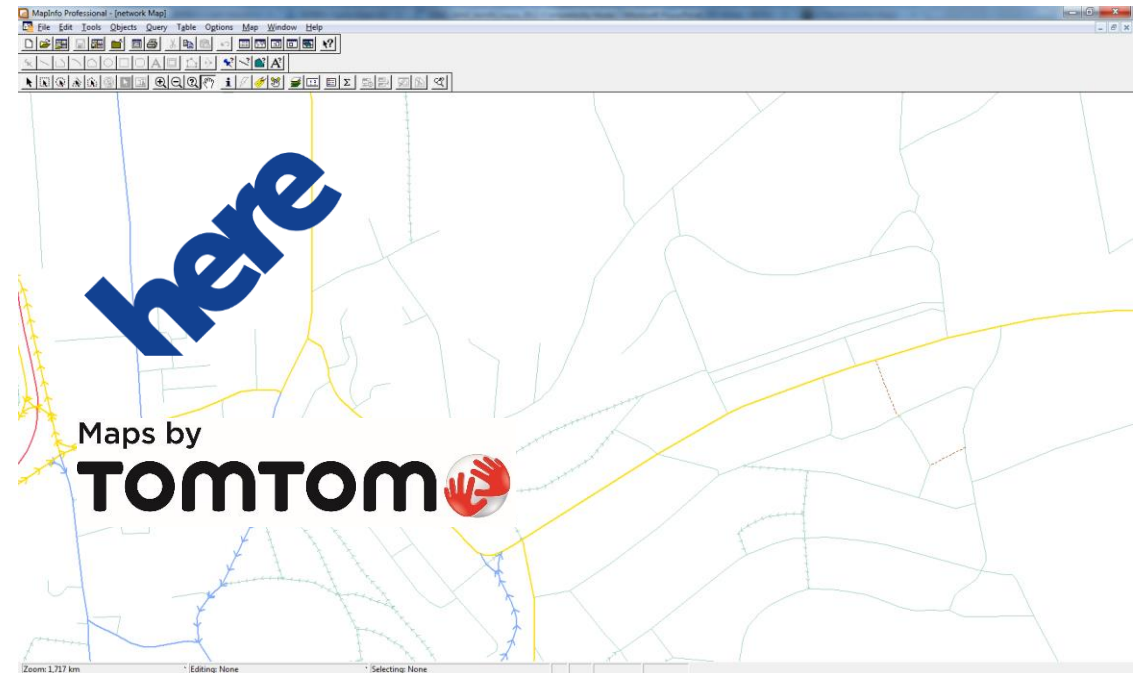 MapInfo Professional - [network Map]
File Edit Tools Objects Query Table Options Map Window Help
here
Maps by
TOMTOM
Zoom: 1,717 km Editing: None Selecting: None